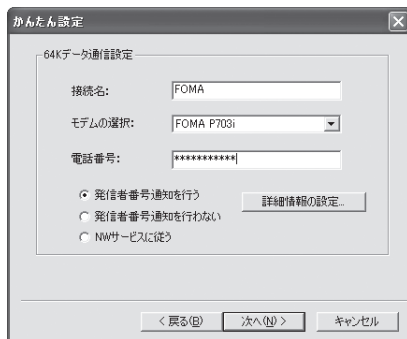 かんたん設定
64Kデータ通信設定
接続名: FOMA
モデムの選択: FOMA P703i
電話番号: ***********
発信者番号通知を行う
詳細情報の設定...
発信者番号通知を行わない
NWサービスに従う
< 戻る(B) 次へ(N) > キャンセル